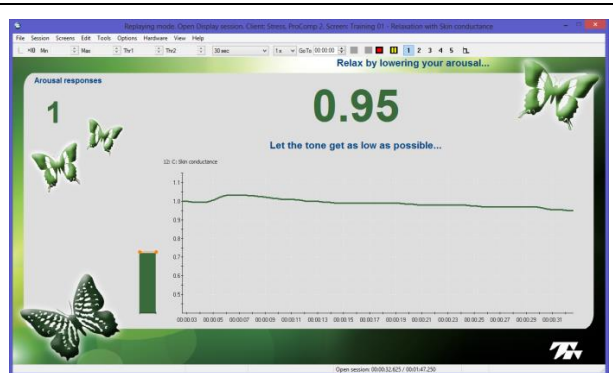 Replaying mode. Open Display session. Client: Stress, ProComp 2. Screen: Training 01 - Relaxation with Skin conductance
File Session Screens Edit Tools Options Hardware View Help
Min Max Thr1 Thr2 30 sec 1 s GoTo 00:00:00 1 2 3 4 5
Relax by lowering your arousal...
Arousal responses
1
0.95
Let the tone get as low as possible...
12: C: Skin conductance
1.1
1.0
0.9
0.8
0.7
0.6
0.5
00:00:03 00:00:05 00:00:07 00:00:09 00:00:11 00:00:13 00:00:15 00:00:17 00:00:19 00:00:21 00:00:23 00:00:25 00:00:27 00:00:29 00:00:31
Open session: 00:00:32.625 / 00:01:47.250